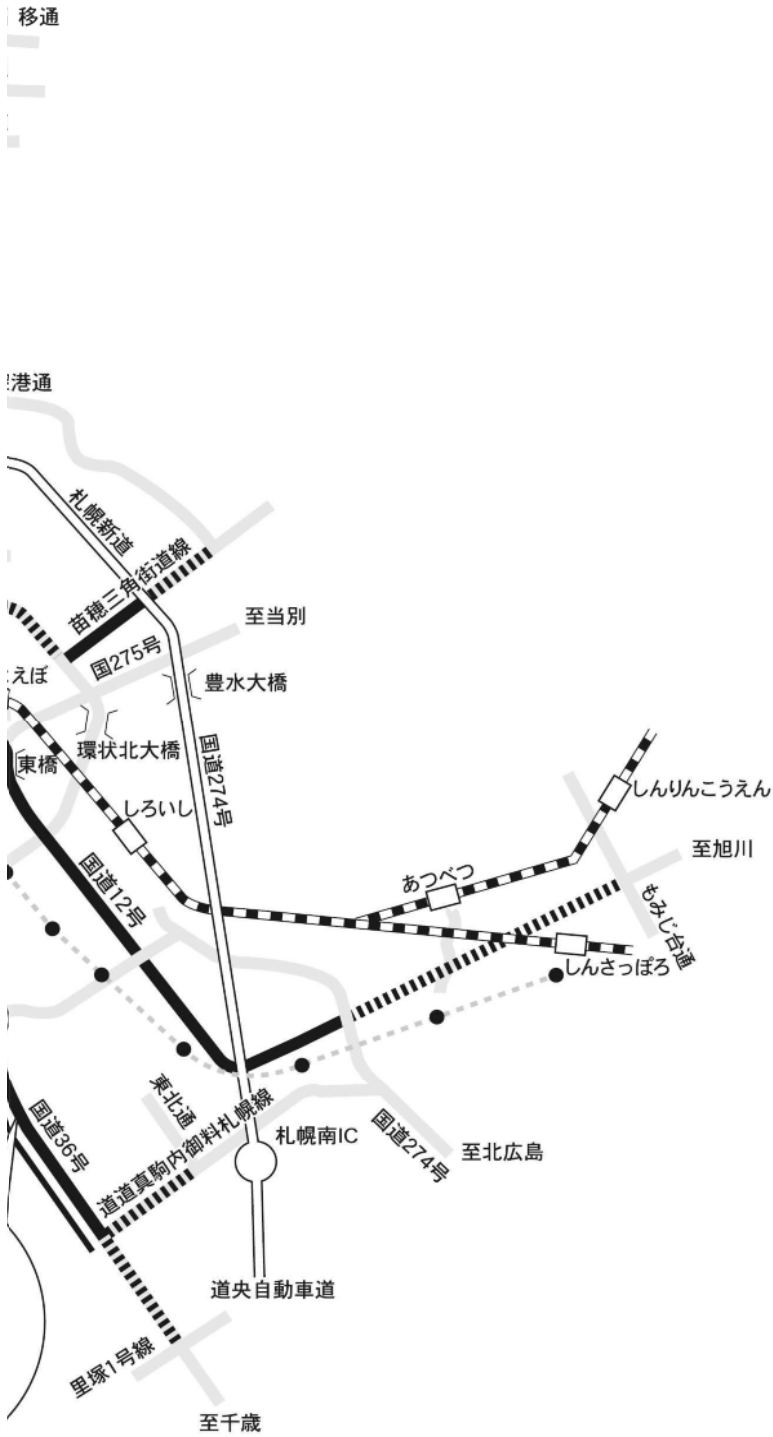 移通
港通
札幌新道
苗穂三角街道線
至当別
国275号
えぼ
豊水大橋
環状北大橋
東橋
国道274号
しろいし
しんりんこうえん
至旭川
あつべつ
国道12号
もみじ台通
しんさっぽろ
東北通
国道36号
道道真駒内御料札幌線
札幌南IC
国道274号
至北広島
道央自動車道
里塚1号線
至千歳